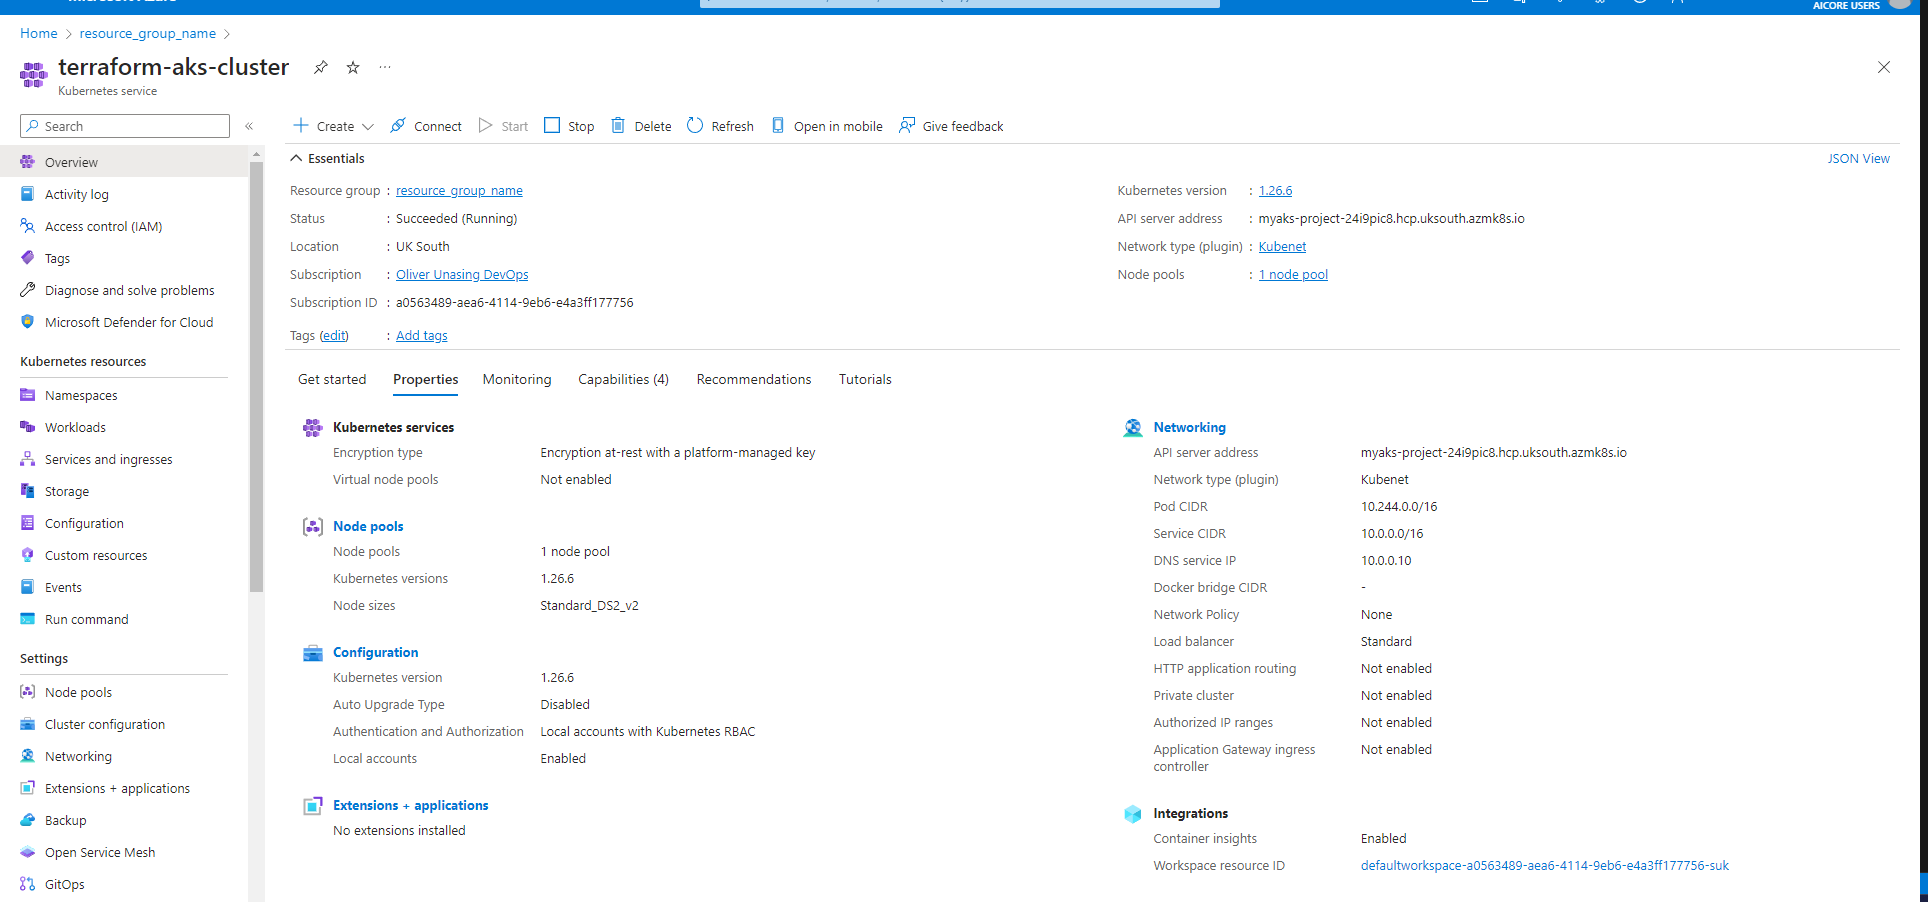 AICORE USERS
Home > resource_group_name >
terraform-aks-cluster ...
Kubernetes service
Search «
Create Connect Start Stop Delete Refresh Open in mobile Give feedback
Overview
Activity log
Access control (IAM)
Tags
Diagnose and solve problems
Microsoft Defender for Cloud
Kubernetes resources
Namespaces
Workloads
Services and ingresses
Storage
Configuration
Custom resources
Events
Run command
Settings
Node pools
Cluster configuration
Networking
Extensions + applications
Backup
Open Service Mesh
GitOps
Essentials
JSON View
Resource group : resource_group_name
Status : Succeeded (Running)
Location : UK South
Subscription : Oliver Unasing DevOps
Subscription ID : a0563489-aea6-4114-9eb6-e4a3ff177756
Tags (edit) : Add tags
Kubernetes version : 1.26.6
API server address : myaks-project-24i9pic8.hcp.uksouth.azmk8s.io
Network type (plugin) : Kubenet
Node pools : 1 node pool
Get started Properties Monitoring Capabilities (4) Recommendations Tutorials
Kubernetes services
Encryption type Encryption at-rest with a platform-managed key
Virtual node pools Not enabled
Node pools
Node pools 1 node pool
Kubernetes versions 1.26.6
Node sizes Standard_DS2_v2
Configuration
Kubernetes version 1.26.6
Auto Upgrade Type Disabled
Authentication and Authorization Local accounts with Kubernetes RBAC
Local accounts Enabled
Extensions + applications
No extensions installed
Networking
API server address myaks-project-24i9pic8.hcp.uksouth.azmk8s.io
Network type (plugin) Kubenet
Pod CIDR 10.244.0.0/16
Service CIDR 10.0.0.0/16
DNS service IP 10.0.0.10
Docker bridge CIDR -
Network Policy None
Load balancer Standard
HTTP application routing Not enabled
Private cluster Not enabled
Authorized IP ranges Not enabled
Application Gateway ingress Not enabled
controller
Integrations
Container insights Enabled
Workspace resource ID defaultworkspace-a0563489-aea6-4114-9eb6-e4a3ff177756-suk